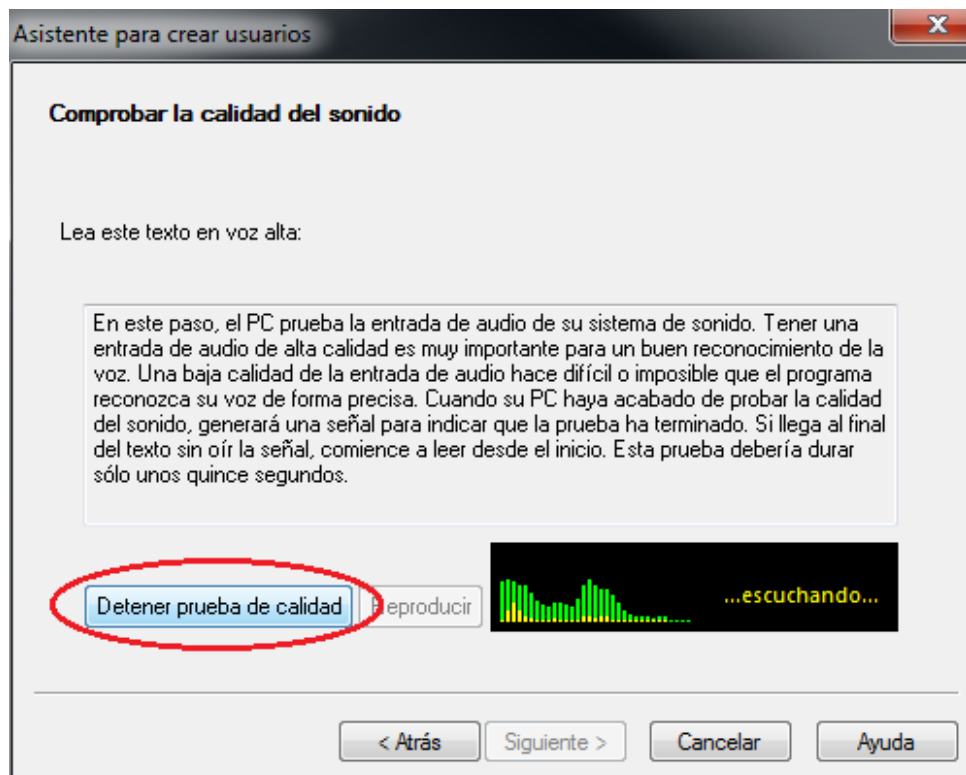 Asistente para crear usuarios
Comprobar la calidad del sonido
Lea este texto en voz alta:
En este paso, el PC prueba la entrada de audio de su sistema de sonido. Tener una
entrada de audio de alta calidad es muy importante para un buen reconocimiento de la
voz. Una baja calidad de la entrada de audio hace difícil o imposible que el programa
reconozca su voz de forma precisa. Cuando su PC haya acabado de probar la calidad
del sonido, generará una señal para indicar que la prueba ha terminado. Si llega al final
del texto sin oír la señal, comience a leer desde el inicio. Esta prueba debería durar
sólo unos quince segundos.
Detener prueba de calidad Reproducir ...escuchando...
< Atrás Siguiente > Cancelar Ayuda